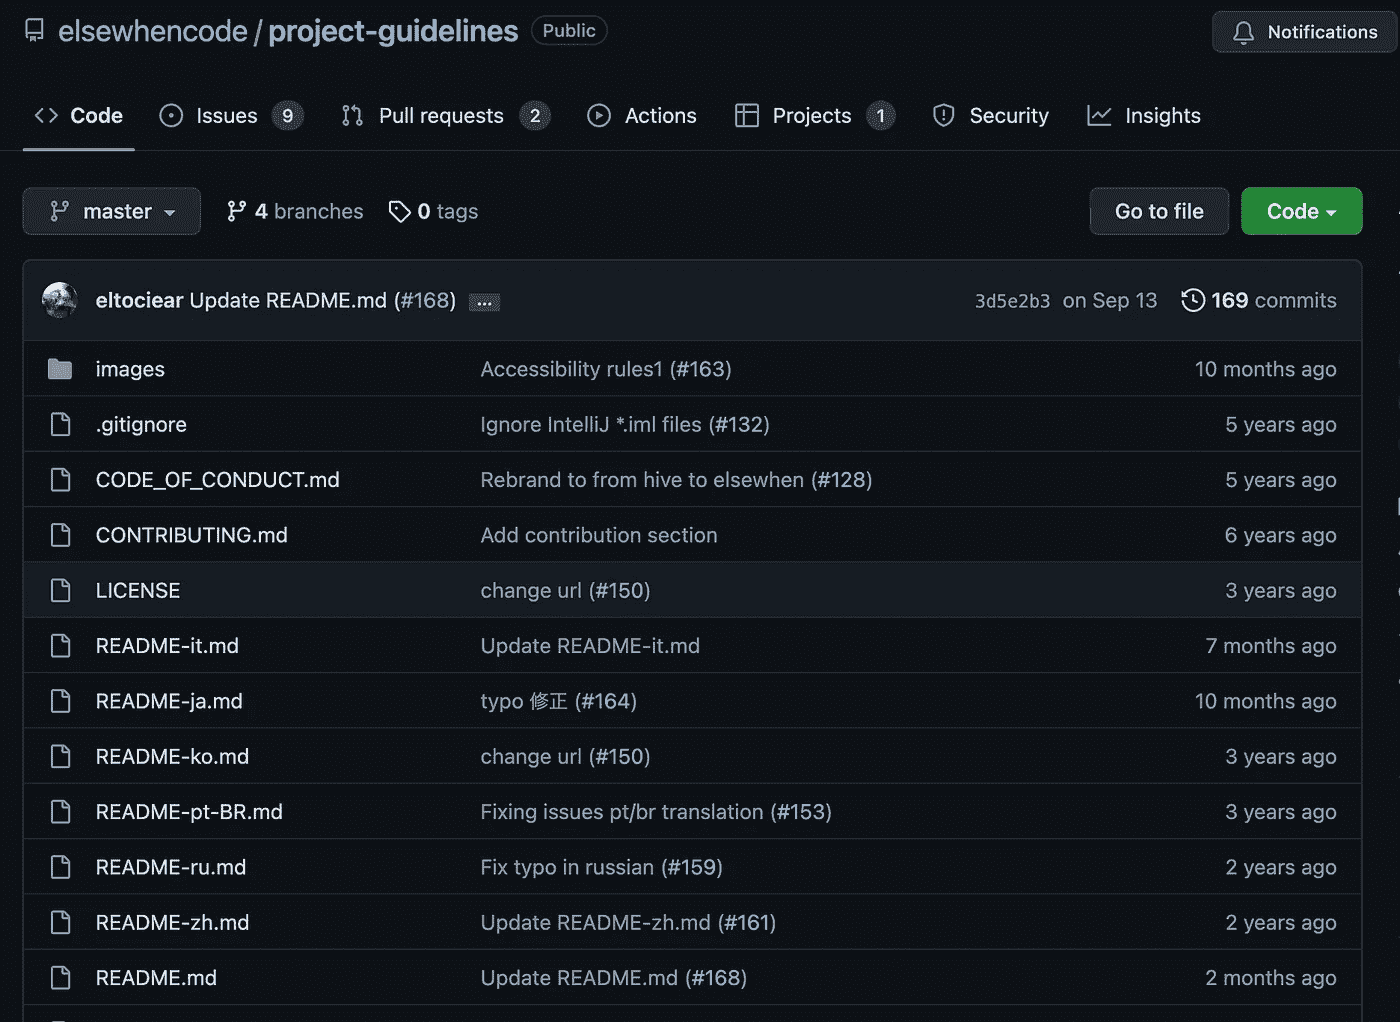 elsewhencode / project-guidelines Public Notifications
Code Issues 9 Pull requests 2 Actions Projects 1 Security Insights
master 4 branches 0 tags Go to file Code
eltociear Update README.md (#168) ... 3d5e2b3 on Sep 13 169 commits
images Accessibility rules1 (#163) 10 months ago
.gitignore Ignore IntelliJ *.iml files (#132) 5 years ago
CODE_OF_CONDUCT.md Rebrand to from hive to elsewhen (#128) 5 years ago
CONTRIBUTING.md Add contribution section 6 years ago
LICENSE change url (#150) 3 years ago
README-it.md Update README-it.md 7 months ago
README-ja.md typo 修正 (#164) 10 months ago
README-ko.md change url (#150) 3 years ago
README-pt-BR.md Fixing issues pt/br translation (#153) 3 years ago
README-ru.md Fix typo in russian (#159) 2 years ago
README-zh.md Update README-zh.md (#161) 2 years ago
README.md Update README.md (#168) 2 months ago